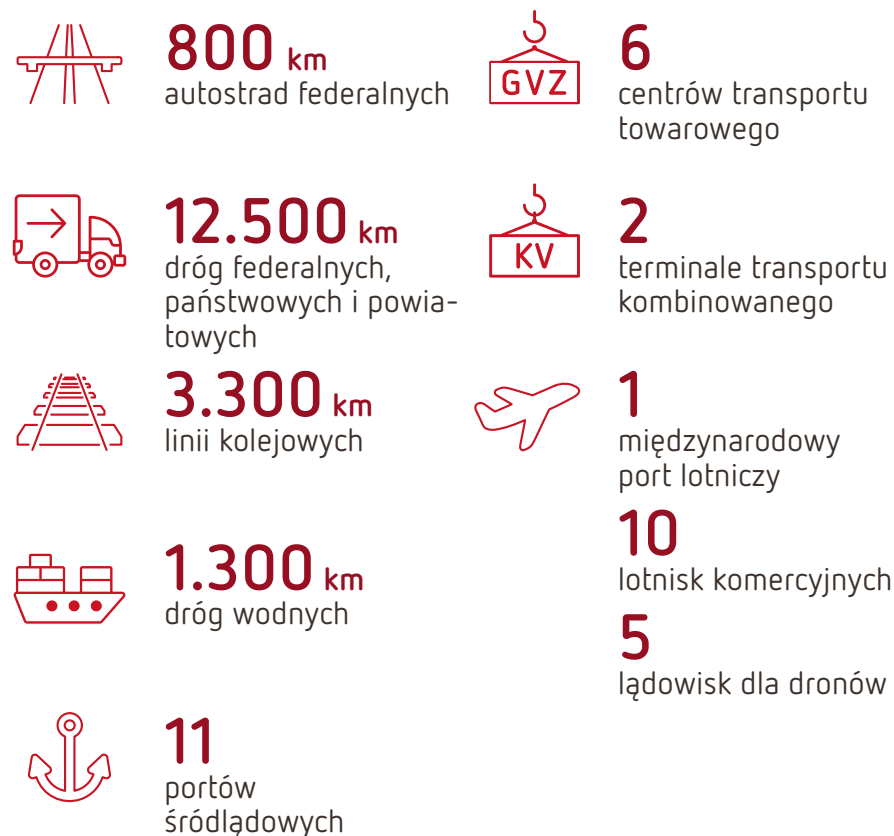 800 km
autostrad federalnych
12.500 km
dróg federalnych,
państwowych i powia-
towych
3.300 km
linii kolejowych
1.300 km
dróg wodnych
11
portów
śródlądowych
GVZ
6
centrów transportu
towarowego
KV
2
terminale transportu
kombinowanego
1
międzynarodowy
port lotniczy
10
lotnisk komercyjnych
5
lądowisk dla dronów